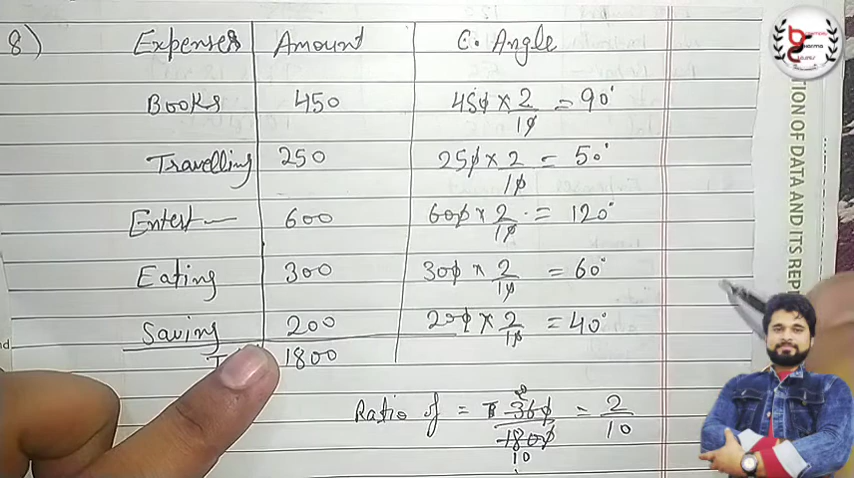 8) Expenses Amount C. Angle
Books 450 450 × 2/10 = 90°
Travelling 250 250 × 2/10 = 50°
Entert— 600 600 × 2/10 = 120°
Eating 300 300 × 2/10 = 60°
Saving 200 200 × 2/10 = 40°
1800
Ratio of = 360/1800 = 2/10
10
TION OF DATA AND ITS REP